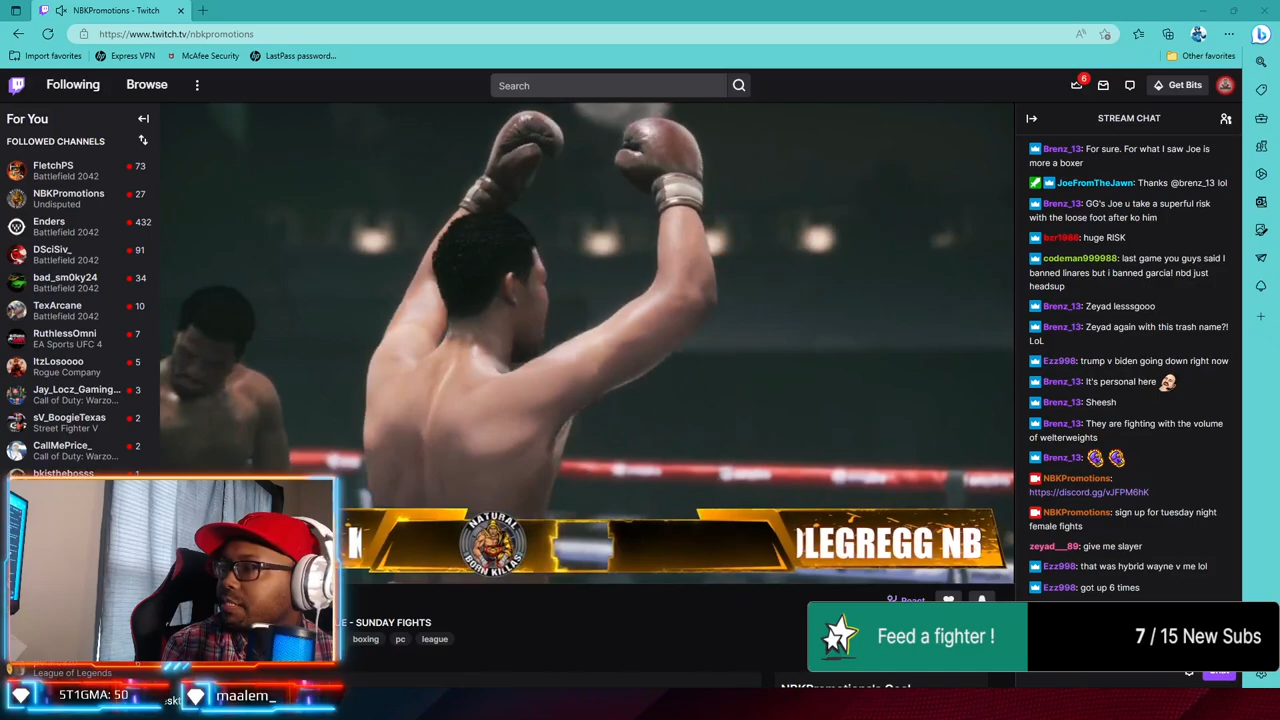 NBKPromotions - Twitch
https://www.twitch.tv/nbkpromotions
Import favorites
Express VPN
McAfee Security
LastPass password...
Other favorites
Following
Browse
Search
6
Get Bits
For You
FOLLOWED CHANNELS
FletchPS 73
Battlefield 2042
NBKPromotions 27
Undisputed
Enders 432
Battlefield 2042
DSciSiv_ 91
Battlefield 2042
bad_sm0ky24 34
Battlefield 2042
TexArcane 10
Battlefield 2042
RuthlessOmni 7
EA Sports UFC 4
ItzLosoooo 5
Rogue Company
Jay_Locz_Gaming... 3
Call of Duty: Warzo...
sV_BoogieTexas 2
Street Fighter V
CallMePrice_ 2
Call of Duty: Warzo...
bkisthebosss 1
League of Legends
5T1GMA: 50
maalem_
NATURAL
BORN KILLAS
LEGREGG NB
React
E - SUNDAY FIGHTS
boxing
pc
league
STREAM CHAT
Brenz_13: For sure. For what I saw Joe is
more a boxer
JoeFromTheJawn: Thanks @brenz_13 lol
Brenz_13: GG's Joe u take a superful risk
with the loose foot after ko him
bzr1986: huge RISK
codeman999988: last game you guys said I
banned linares but i banned garcial nbd just
headsup
Brenz_13: Zeyad lesssgooo
Brenz_13: Zeyad again with this trash name?!
LoL
Ezz998: trump v biden going down right now
Brenz_13: It's personal here
Brenz_13: Sheesh
Brenz_13: They are fighting with the volume
of welterweights
Brenz_13:
NBKPromotions:
https://discord.gg/vJFPM6hK
NBKPromotions: sign up for tuesday night
female fights
zeyad___89: give me slayer
Ezz998: that was hybrid wayne v me lol
Ezz998: got up 6 times
Feed a fighter !
7 / 15 New Subs